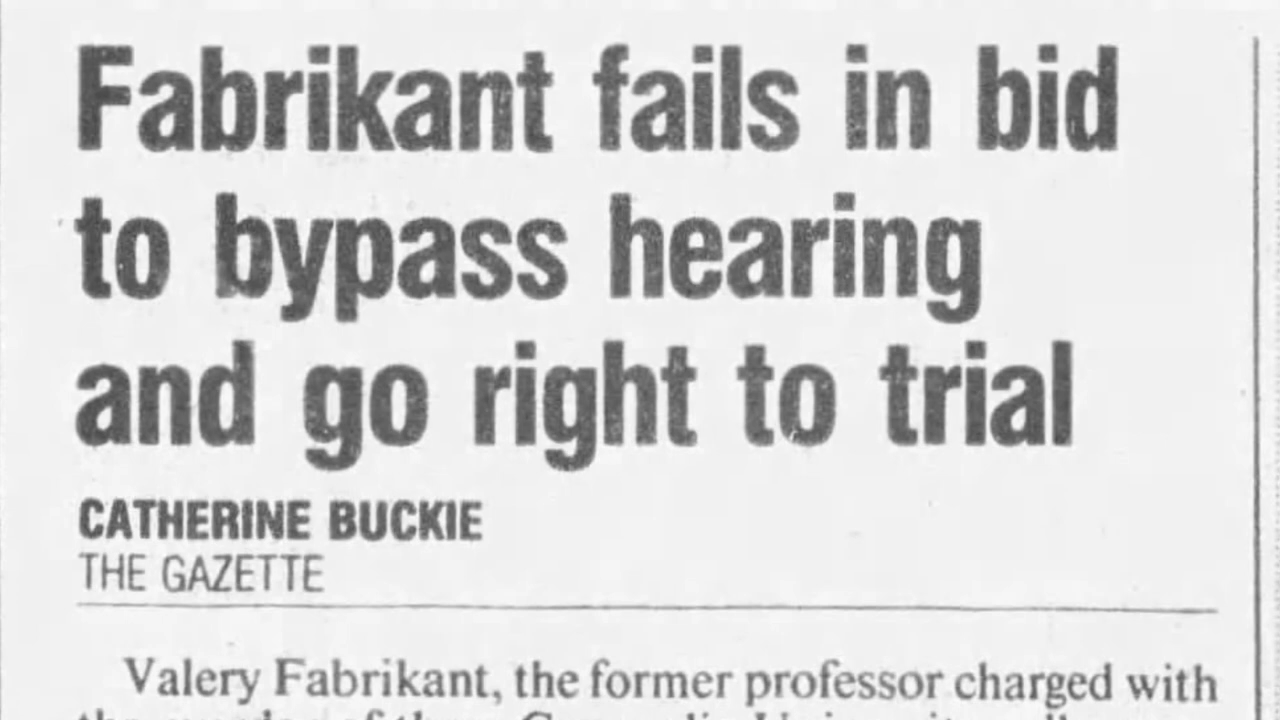 Fabrikant fails in bid
to bypass hearing
and go right to trial
CATHERINE BUCKIE
THE GAZETTE
Valery Fabrikant, the former professor charged with